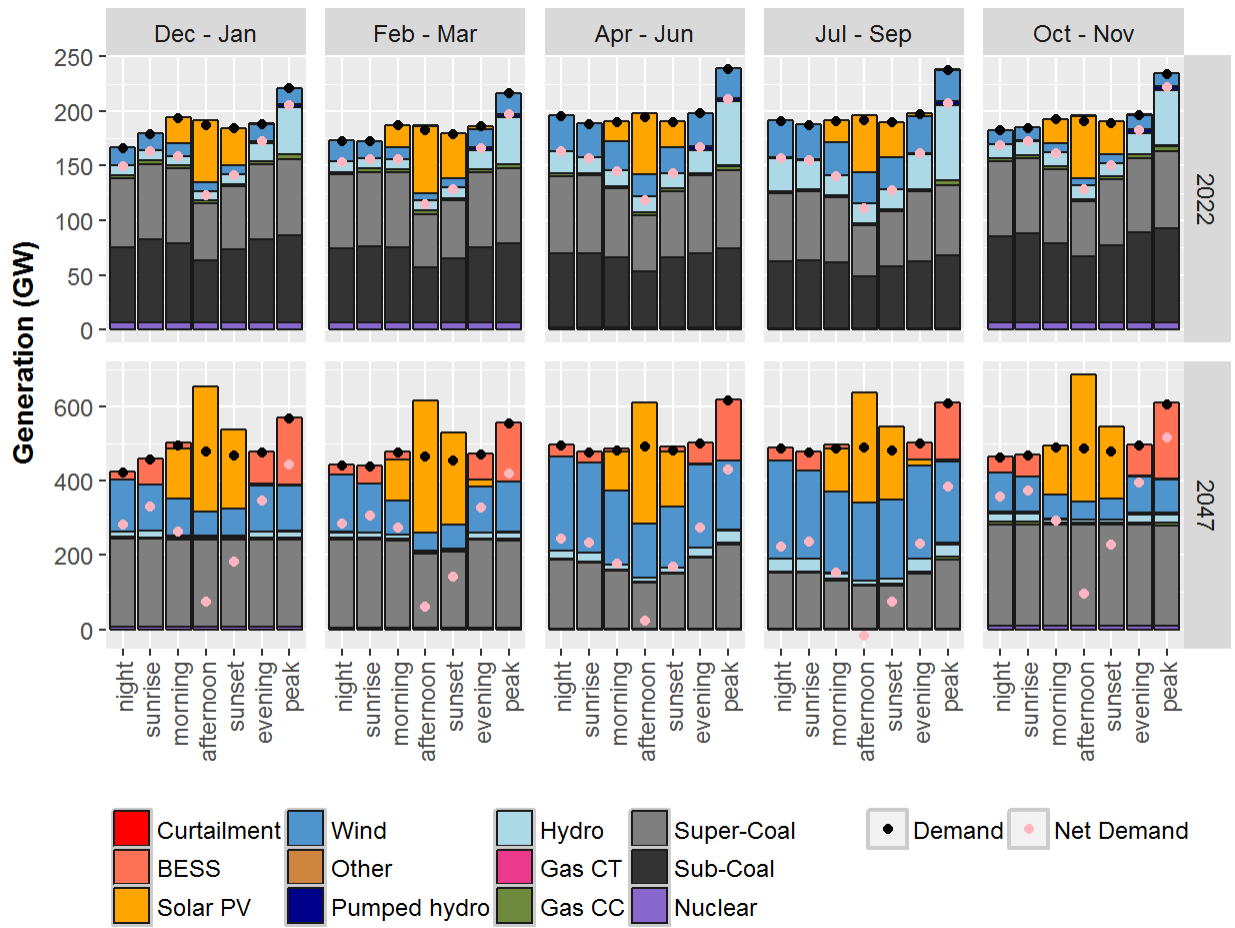 Dec - Jan Feb - Mar Apr - Jun Jul - Sep Oct - Nov
Generation (GW)
250
200
150
100
50
0
2022
600
400
200
0
2047
night sunrise morning afternoon sunset evening peak night sunrise morning afternoon sunset evening peak night sunrise morning afternoon sunset evening peak night sunrise morning afternoon sunset evening peak night sunrise morning afternoon sunset evening peak
Curtailment Wind Hydro Super-Coal Demand Net Demand
BESS Other Gas CT Sub-Coal
Solar PV Pumped hydro Gas CC Nuclear